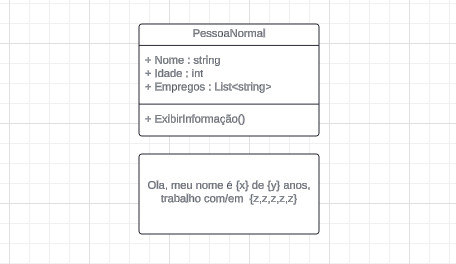 PessoaNormal
+ Nome : string
+ Idade : int
+ Empregos : List<string>
+ ExibirInformação()
Ola, meu nome é {x} de {y} anos,
trabalho com/em {z,z,z,z,z}